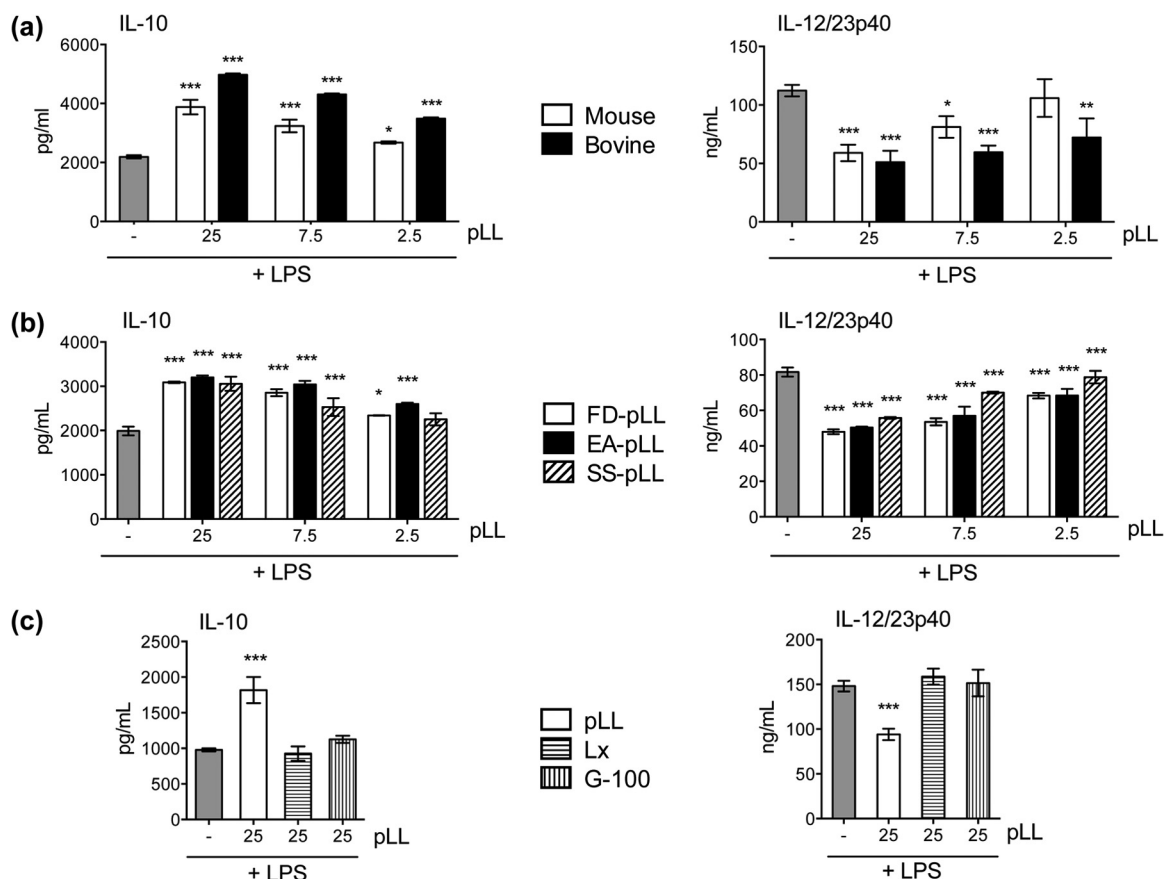 (a)
IL-10
6000
4000
2000
0
pg/ml
***
***
***
***
*
***
-
25
7.5
2.5
pLL
+ LPS
Mouse
Bovine
IL-12/23p40
150
100
50
0
ng/mL
***
***
*
***
**
-
25
7.5
2.5
pLL
+ LPS
(b)
IL-10
4000
3000
2000
1000
0
pg/mL
***
***
***
***
***
***
*
***
-
25
7.5
2.5
pLL
+ LPS
FD-pLL
EA-pLL
SS-pLL
IL-12/23p40
100
80
60
40
20
0
ng/mL
***
***
***
***
***
***
***
***
***
-
25
7.5
2.5
pLL
+ LPS
(c)
IL-10
2500
2000
1500
1000
500
0
pg/mL
***
-
25
25
25
pLL
+ LPS
pLL
Lx
G-100
IL-12/23p40
200
150
100
50
0
ng/mL
***
-
25
25
25
pLL
+ LPS